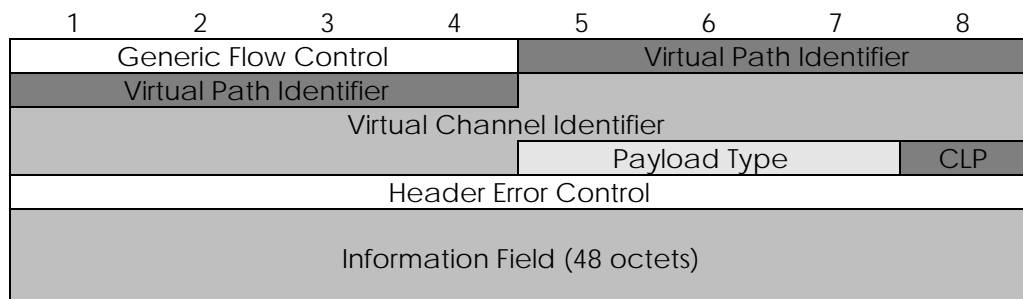 1 2 3 4 5 6 7 8
Generic Flow Control Virtual Path Identifier
Virtual Path Identifier
Virtual Channel Identifier
Payload Type CLP
Header Error Control
Information Field (48 octets)